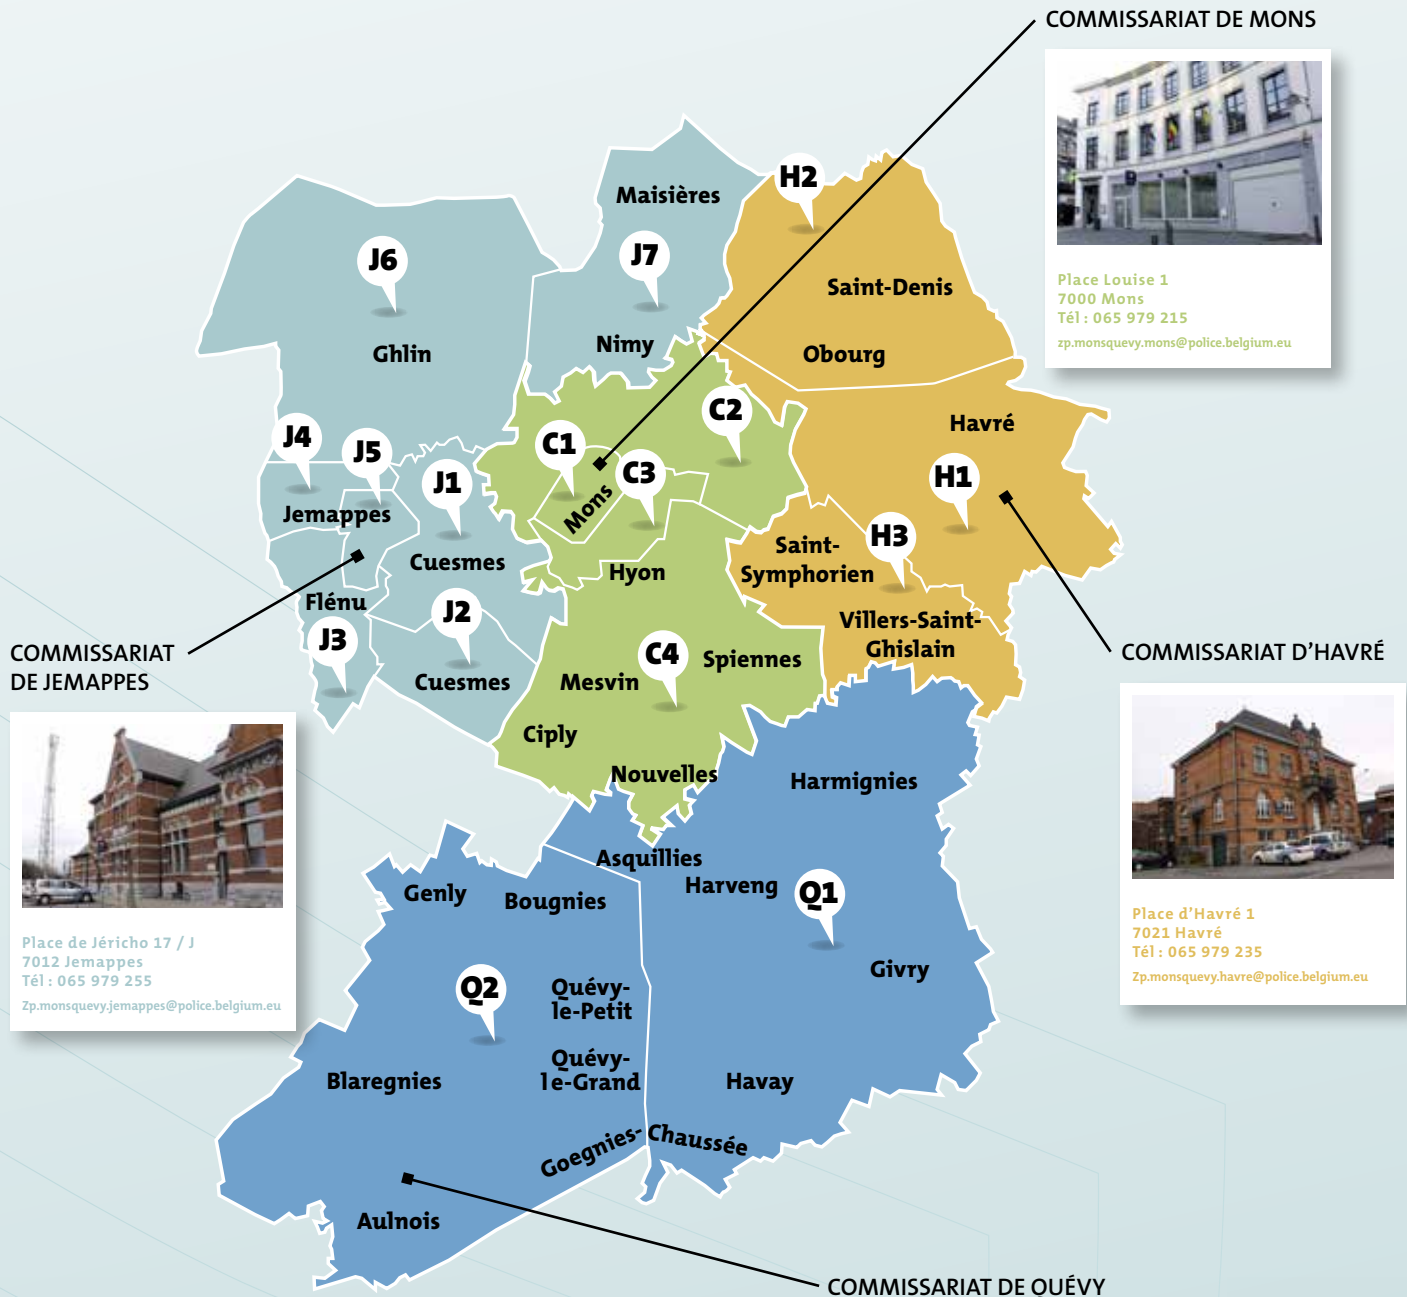 COMMISSARIAT DE MONS
Place Louise 1
7000 Mons
Tél : 065 979 215
zp.monsquevy.mons@police.belgium.eu
Maisières
H2
J6
J7
Saint-Denis
Ghlin
Nimy
Obourg
C2
Havré
J4
J5
C1
C3
J1
H1
Jemappes
Mons
H3
Cuesmes
Hyon
Saint-
Symphorien
Flénu
J2
Villers-Saint-
Ghislain
J3
C4
Spiennes
COMMISSARIAT
DE JEMAPPES
COMMISSARIAT D'HAVRÉ
Cuesmes
Mesvin
Ciply
Nouvelles
Harmignies
Place de Jéricho 17 / J
7012 Jemappes
Tél : 065 979 255
Zp.monsquevy.jemappes@police.belgium.eu
Place d'Havré 1
7021 Havré
Tél : 065 979 235
Zp.monsquevy.havre@police.belgium.eu
Asquillies
Genly
Bougnies
Harveng
Q1
Givry
Q2
Quévy-
le-Petit
Quévy-
le-Grand
Blaregnies
Havay
Goegnies-Chaussée
Aulnois
COMMISSARIAT DE QUÉVY